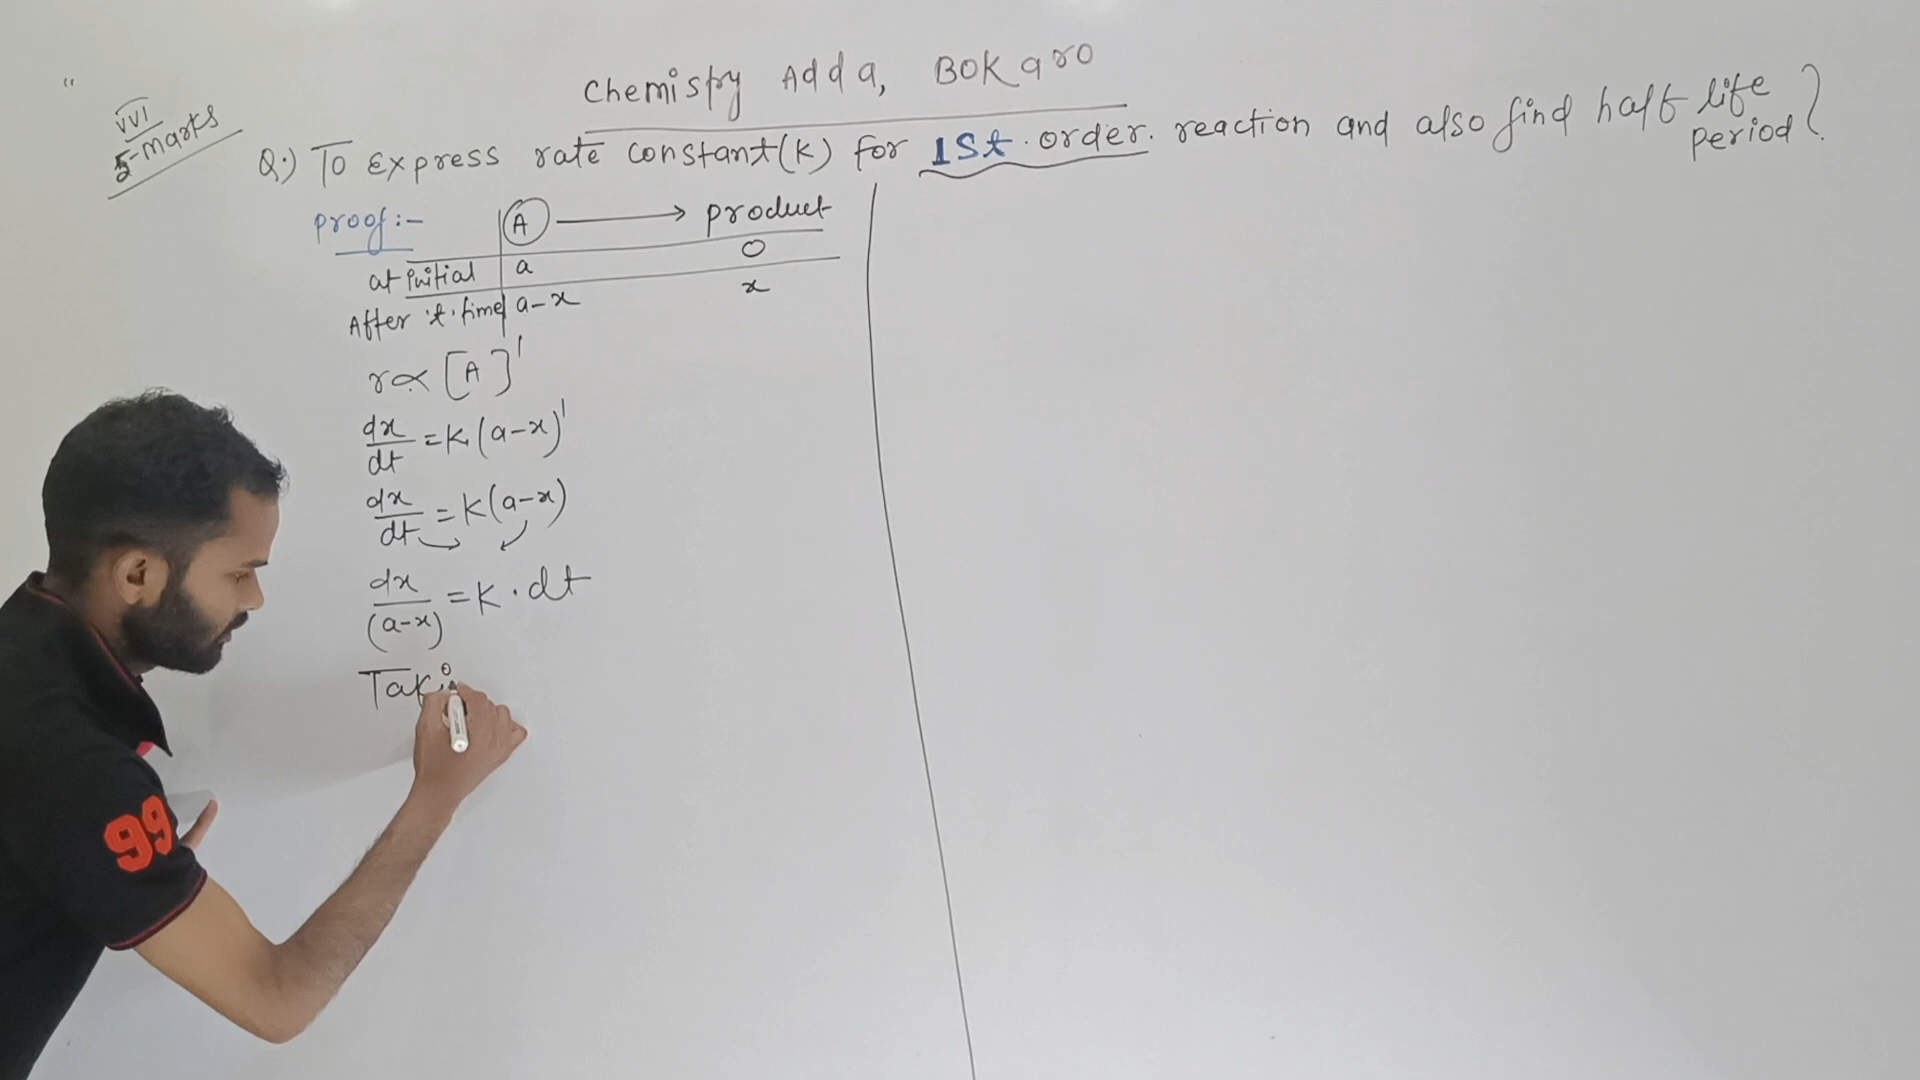 Chemistry Adda, BOKaro
VVI
5-marks
Q.) To Express rate constant(K) for 1St order. reaction and also find half life period?
proof:- A → product
at initial a 0
After 't' time a-x x
r∝[A]¹
dx/dt =K(a-x)¹
dx/dt =K(a-x)
dx/(a-x) =K·dt
Taki
99